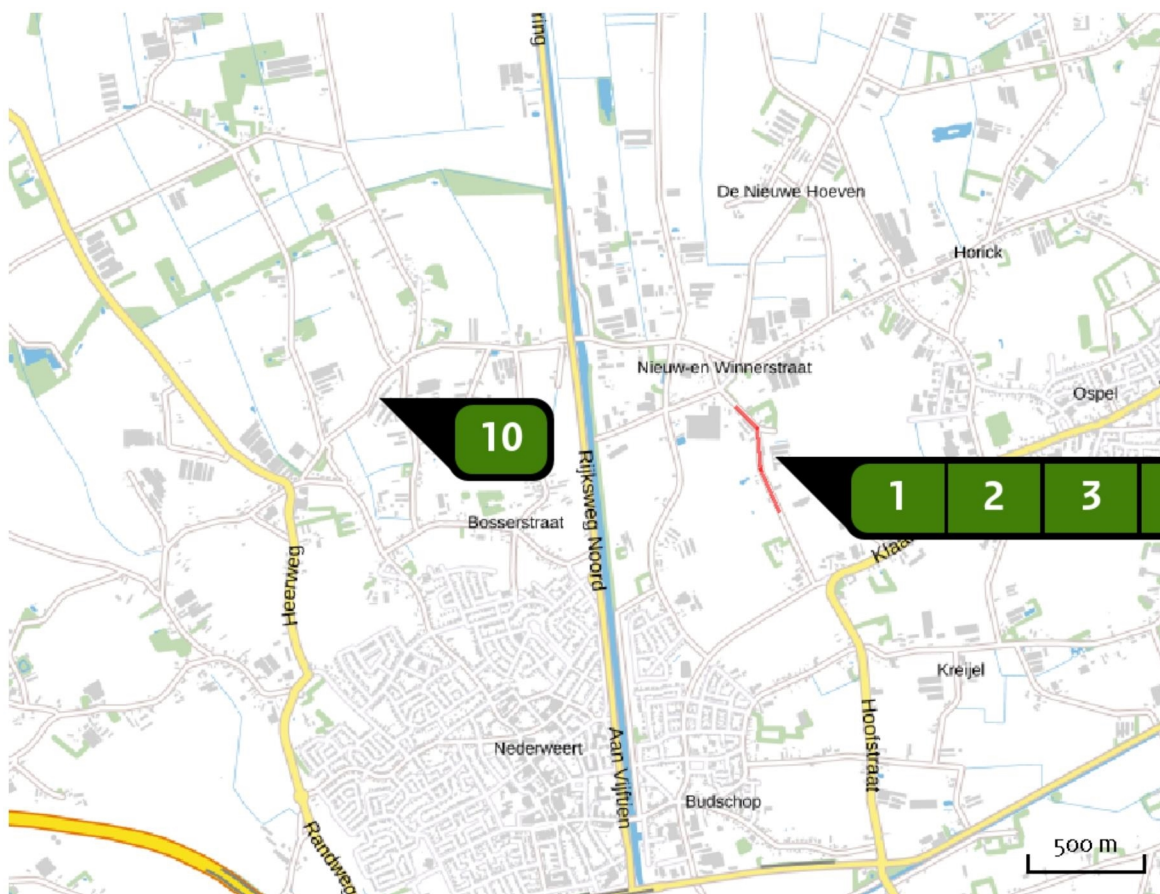 ring
De Nieuwe Hoeven
Horick
Nieuw-en Winnerstraat
Ospel
10
1 2 3
Rijksweg Noord
Bosserstraat
Heerweg
Kreijel
Hoofstraat
Nederweert
Aan Vijftien
Budschop
Randweg
500 m